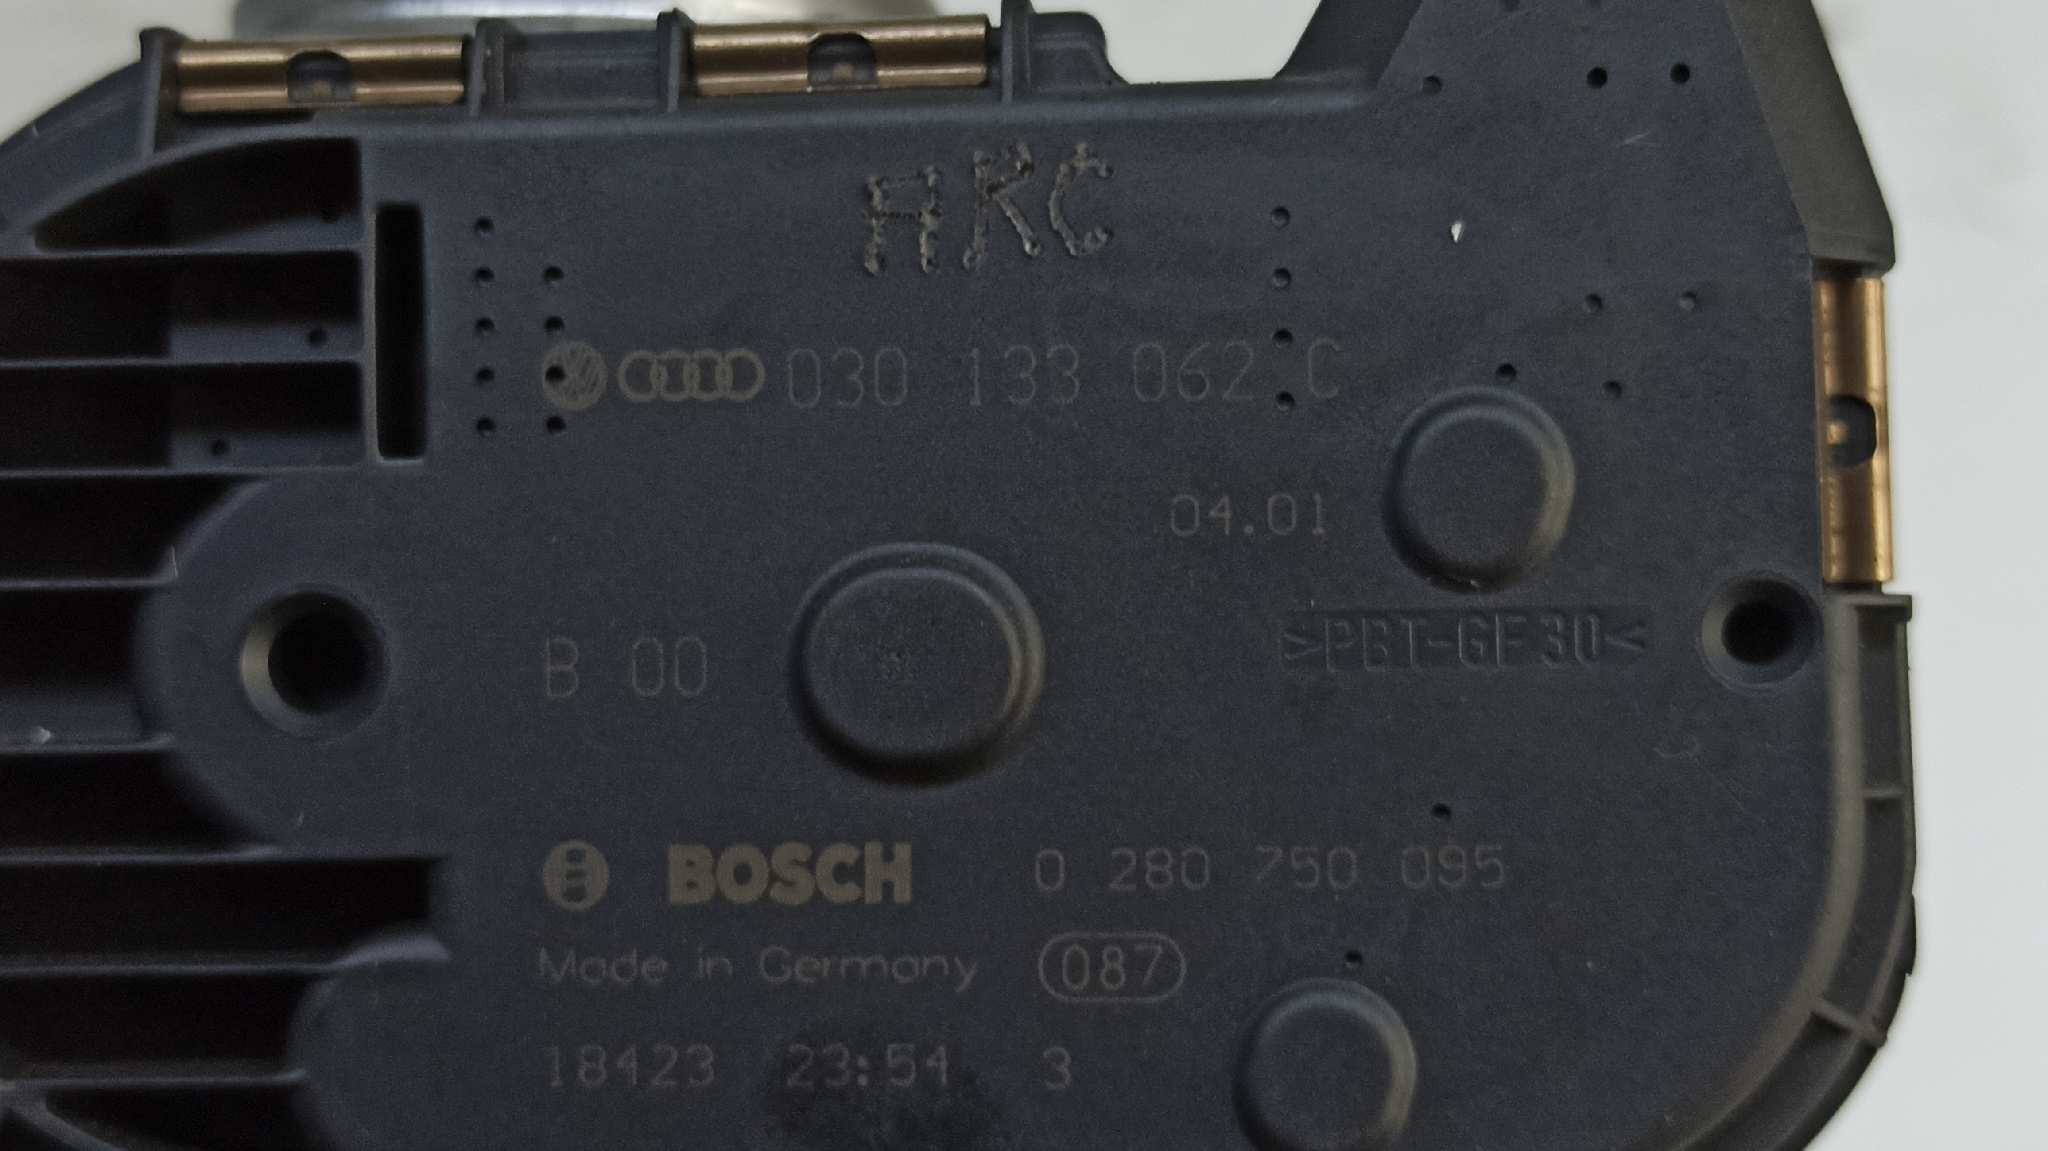 ARC
030 133 062 C
04.01
B 00
>PBT-GF30<
BOSCH 0 280 750 095
Made in Germany 087
18423 23:54 3